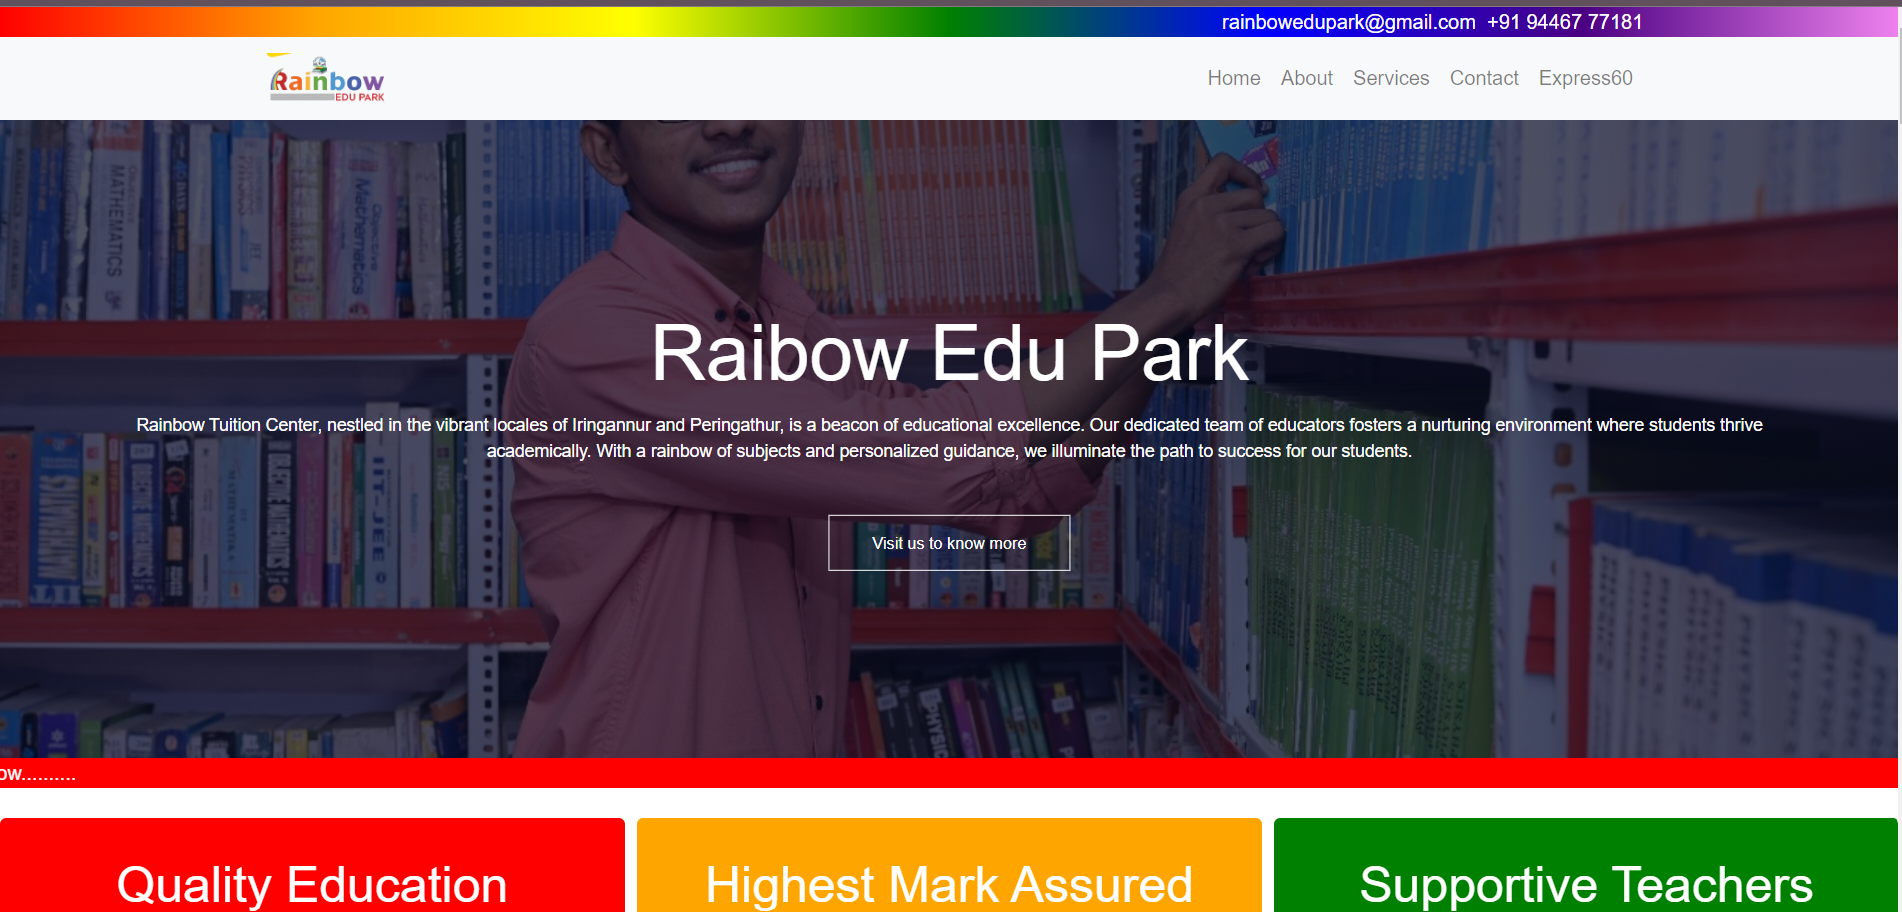 rainbowedupark@gmail.com +91 94467 77181
Rainbow
EDU PARK
Home About Services Contact Express60
MATHEMATICS
Mathematics
Raibow Edu Park
Rainbow Tuition Center, nestled in the vibrant locales of Iringannur and Peringathur, is a beacon of educational excellence. Our dedicated team of educators fosters a nurturing environment where students thrive
academically. With a rainbow of subjects and personalized guidance, we illuminate the path to success for our students.
MATHEMATICS
IIT-JEE
Visit us to know more
PHYSICS
ow..........
Quality Education
Highest Mark Assured
Supportive Teachers